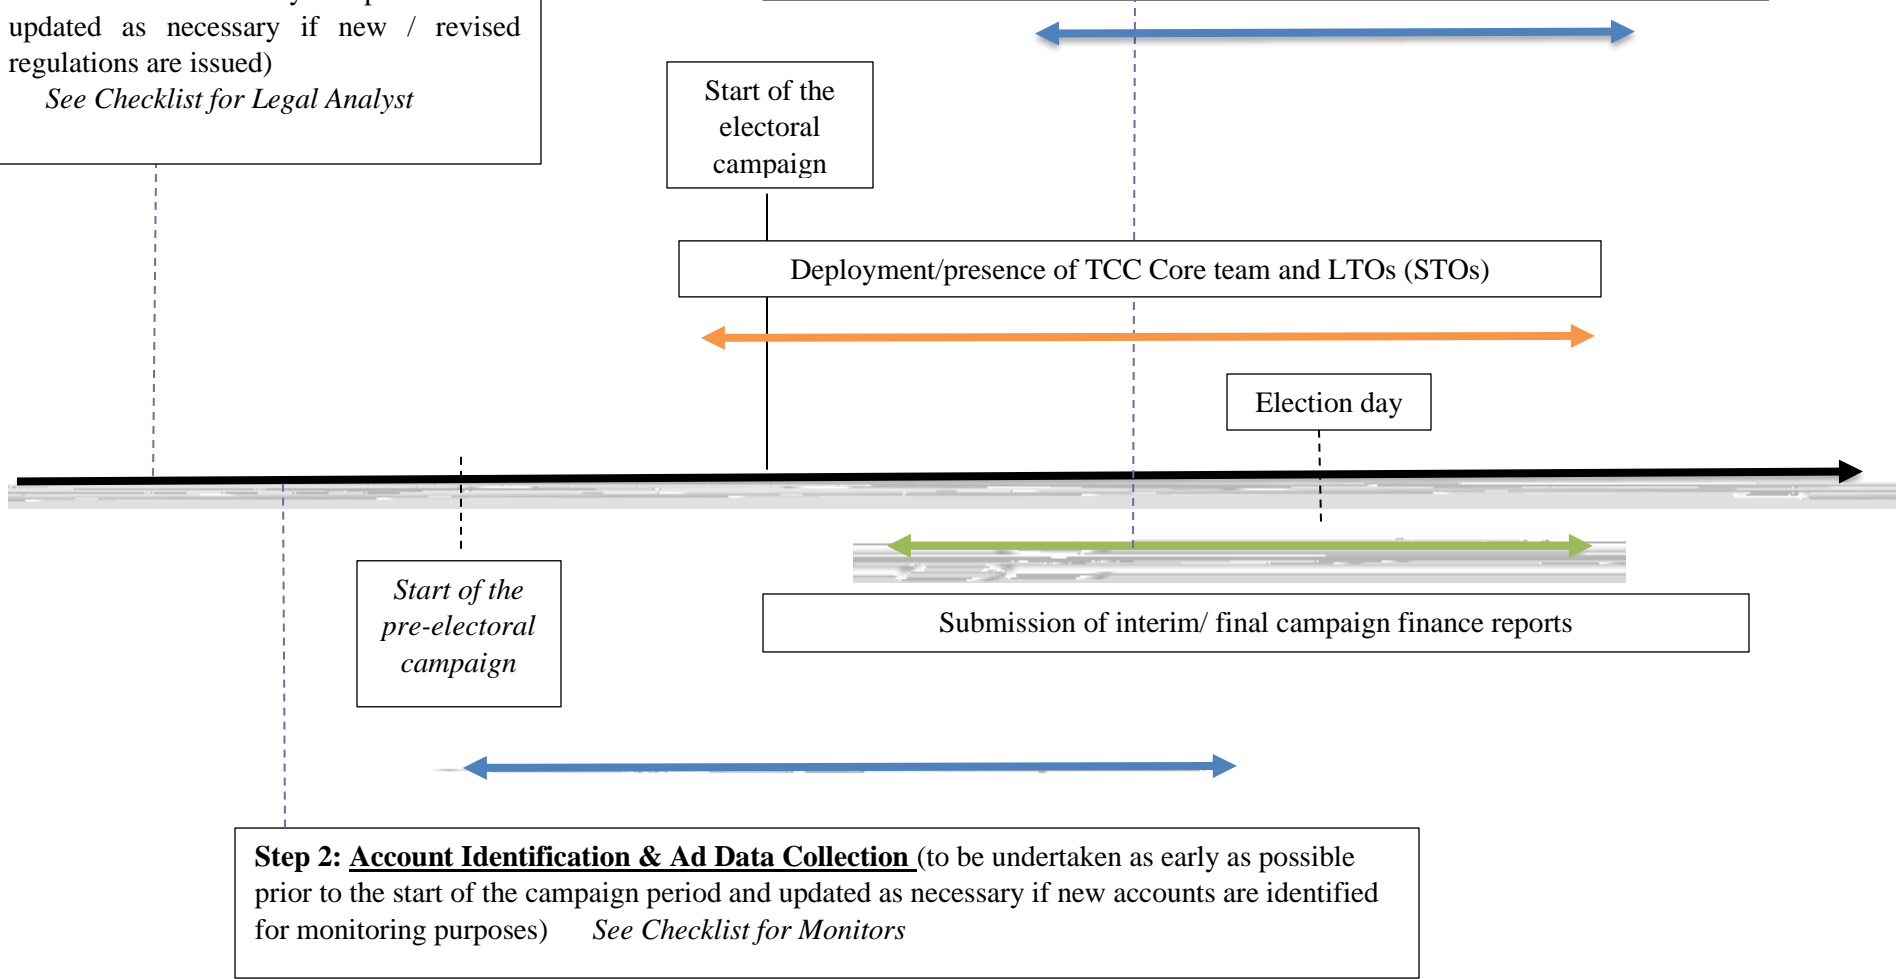 updated as necessary if new / revised
regulations are issued)
See Checklist for Legal Analyst
Start of the
electoral
campaign
Deployment/presence of TCC Core team and LTOs (STOs)
Election day
Start of the
pre-electoral
campaign
Submission of interim/ final campaign finance reports
Step 2: Account Identification & Ad Data Collection (to be undertaken as early as possible
prior to the start of the campaign period and updated as necessary if new accounts are identified
for monitoring purposes) See Checklist for Monitors